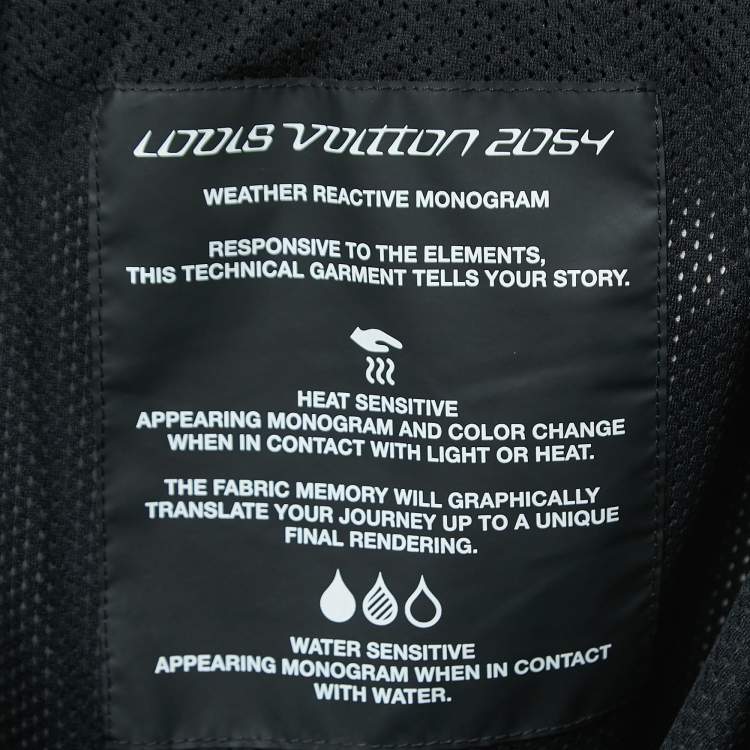 LOUIS VUITTON 2054
WEATHER REACTIVE MONOGRAM
RESPONSIVE TO THE ELEMENTS,
THIS TECHNICAL GARMENT TELLS YOUR STORY.
HEAT SENSITIVE
APPEARING MONOGRAM AND COLOR CHANGE
WHEN IN CONTACT WITH LIGHT OR HEAT.
THE FABRIC MEMORY WILL GRAPHICALLY
TRANSLATE YOUR JOURNEY UP TO A UNIQUE
FINAL RENDERING.
WATER SENSITIVE
APPEARING MONOGRAM WHEN IN CONTACT
WITH WATER.